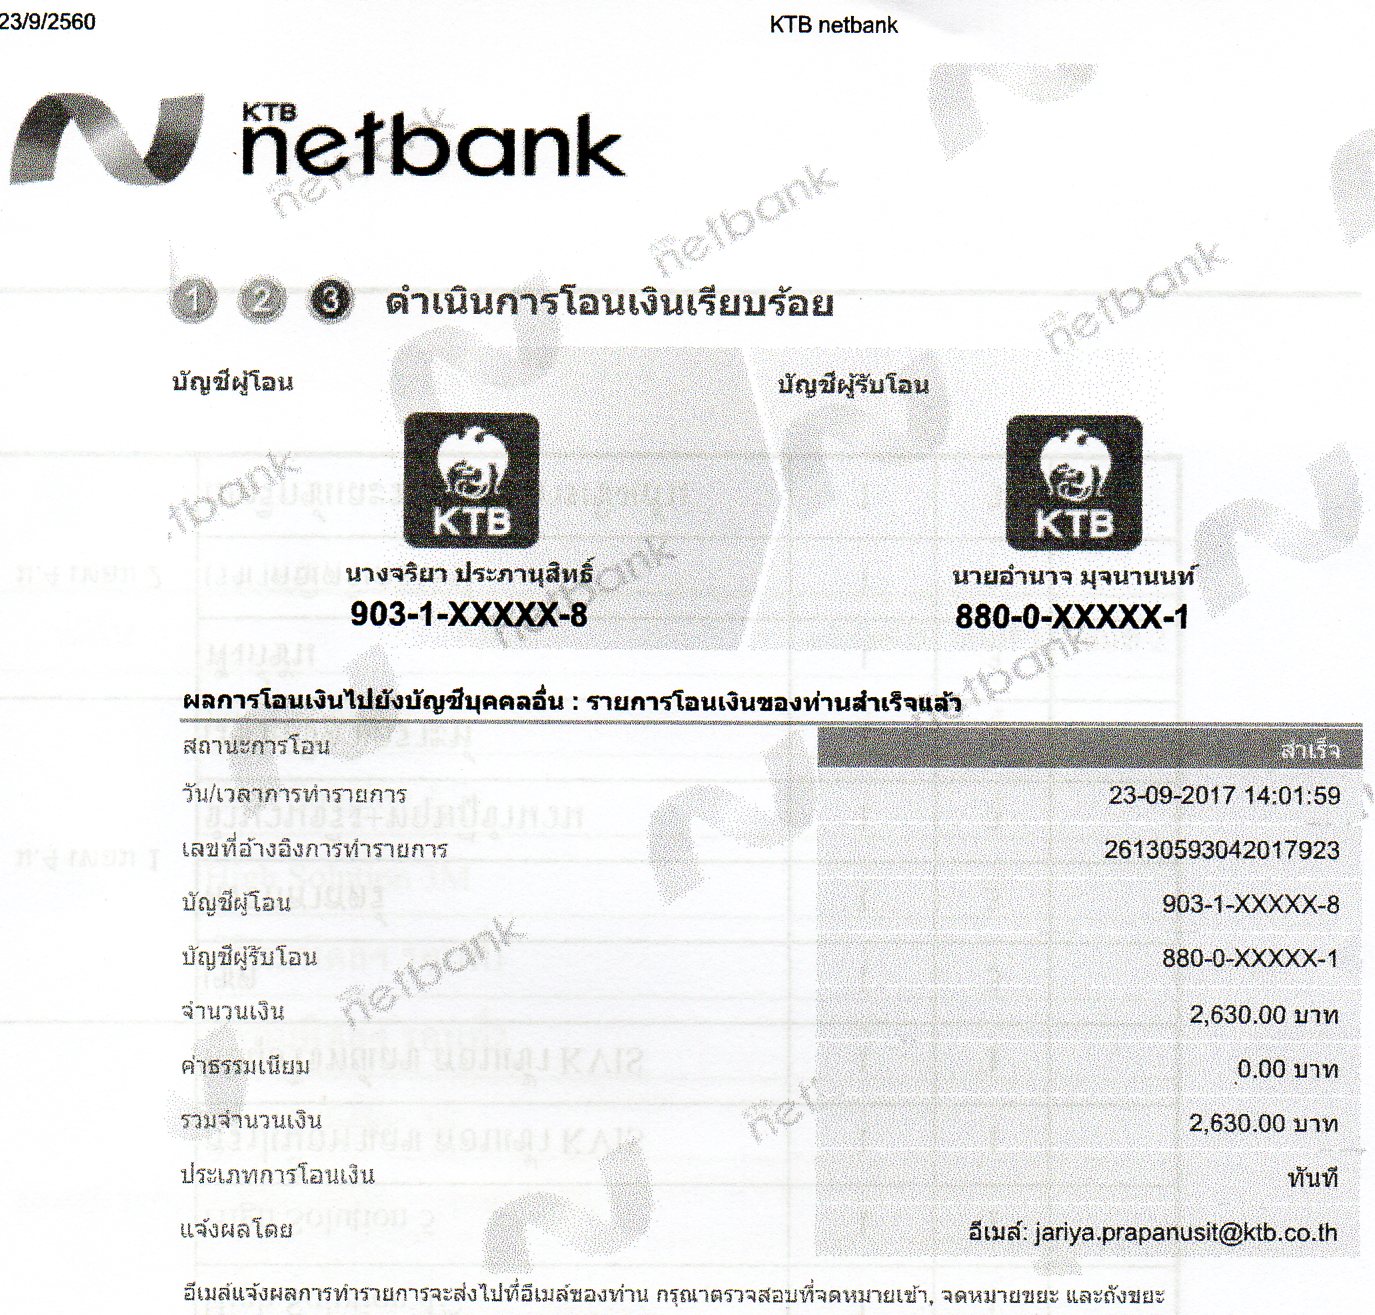 23/9/2560 KTB netbank
KTB
netbank
1 2 3 ดำเนินการโอนเงินเรียบร้อย
บัญชีผู้โอน บัญชีผู้รับโอน
KTB KTB
นางจริยา ประภานุสิทธิ์ นายอำนาจ มุจนานนท์
903-1-XXXXX-8 880-0-XXXXX-1
ผลการโอนเงินไปยังบัญชีบุคคลอื่น : รายการโอนเงินของท่านสำเร็จแล้ว
สถานะการโอน สำเร็จ
วัน/เวลาการทำรายการ 23-09-2017 14:01:59
เลขที่อ้างอิงการทำรายการ 26130593042017923
บัญชีผู้โอน 903-1-XXXXX-8
บัญชีผู้รับโอน 880-0-XXXXX-1
จำนวนเงิน 2,630.00 บาท
ค่าธรรมเนียม 0.00 บาท
รวมจำนวนเงิน 2,630.00 บาท
ประเภทการโอนเงิน ทันที
แจ้งผลโดย อีเมล์: jariya.prapanusit@ktb.co.th
อีเมล์แจ้งผลการทำรายการจะส่งไปที่อีเมล์ของท่าน กรุณาตรวจสอบที่จดหมายเข้า, จดหมายขยะ และถังขยะ